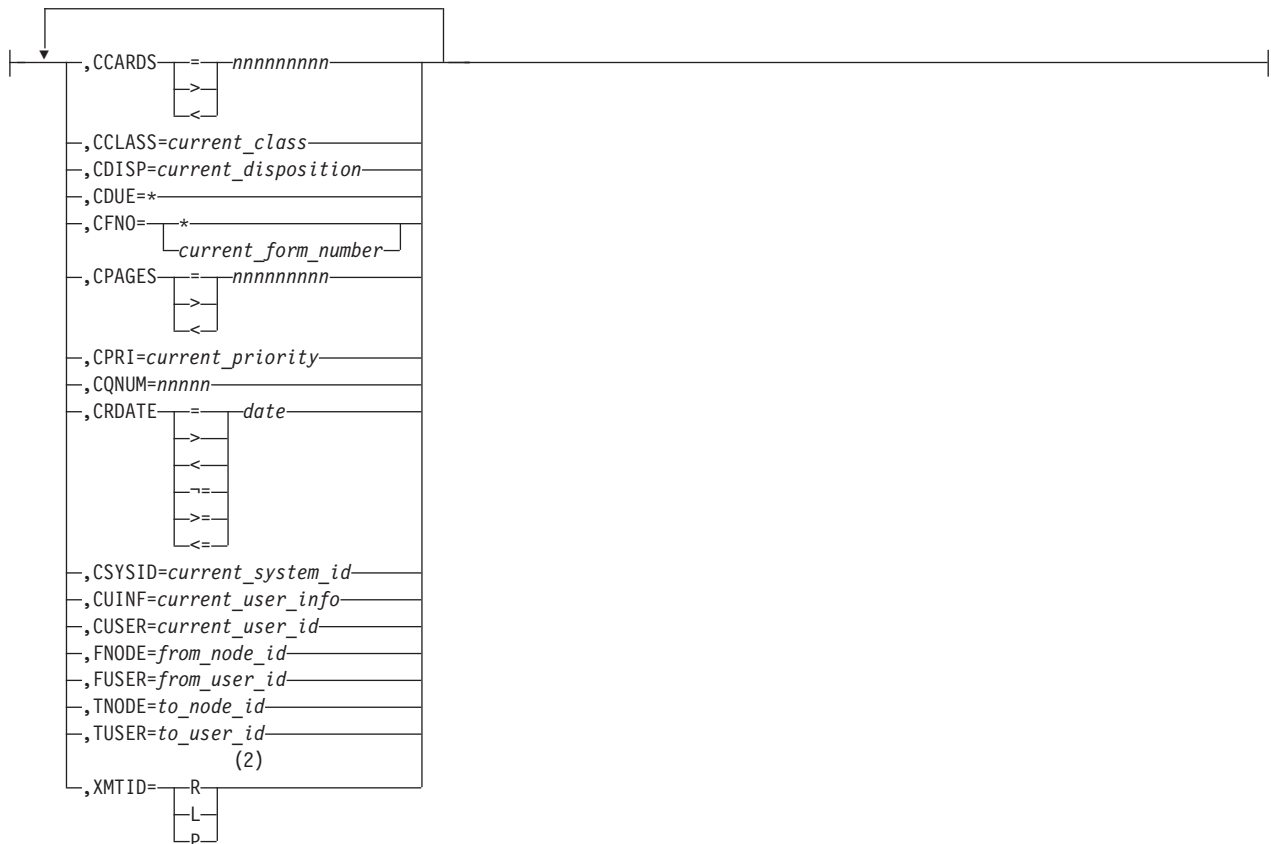 ,CCARDS = nnnnnnnnn
>
<
,CCLASS=current_class
,CDISP=current_disposition
,CDUE=*
,CFNO= *
current_form_number
,CPAGES = nnnnnnnnn
>
<
,CPRI=current_priority
,CQNUM=nnnnn
,CRDATE = date
>
<
¬=
>=
<=
,CSYSID=current_system_id
,CUINF=current_user_info
,CUSER=current_user_id
,FNODE=from_node_id
,FUSER=from_user_id
,TNODE=to_node_id
,TUSER=to_user_id
(2)
,XMTID= R
L
P